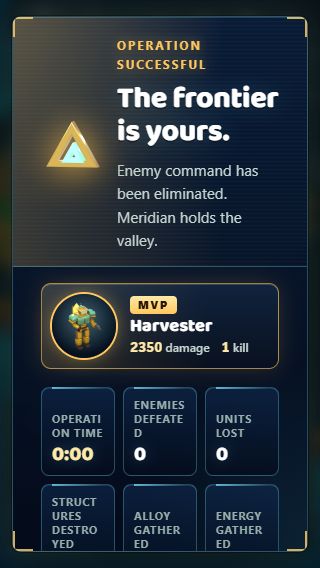 OPERATION
SUCCESSFUL
The frontier
is yours.
Enemy command has
been eliminated.
Meridian holds the
valley.
MVP
Harvester
2350 damage 1 kill
OPERATI
ON TIME
0:00
ENEMIES
DEFEATE
D
0
UNITS
LOST
0
STRUCT
URES
DESTRO
YED
ALLOY
GATHER
ED
ENERGY
GATHER
ED